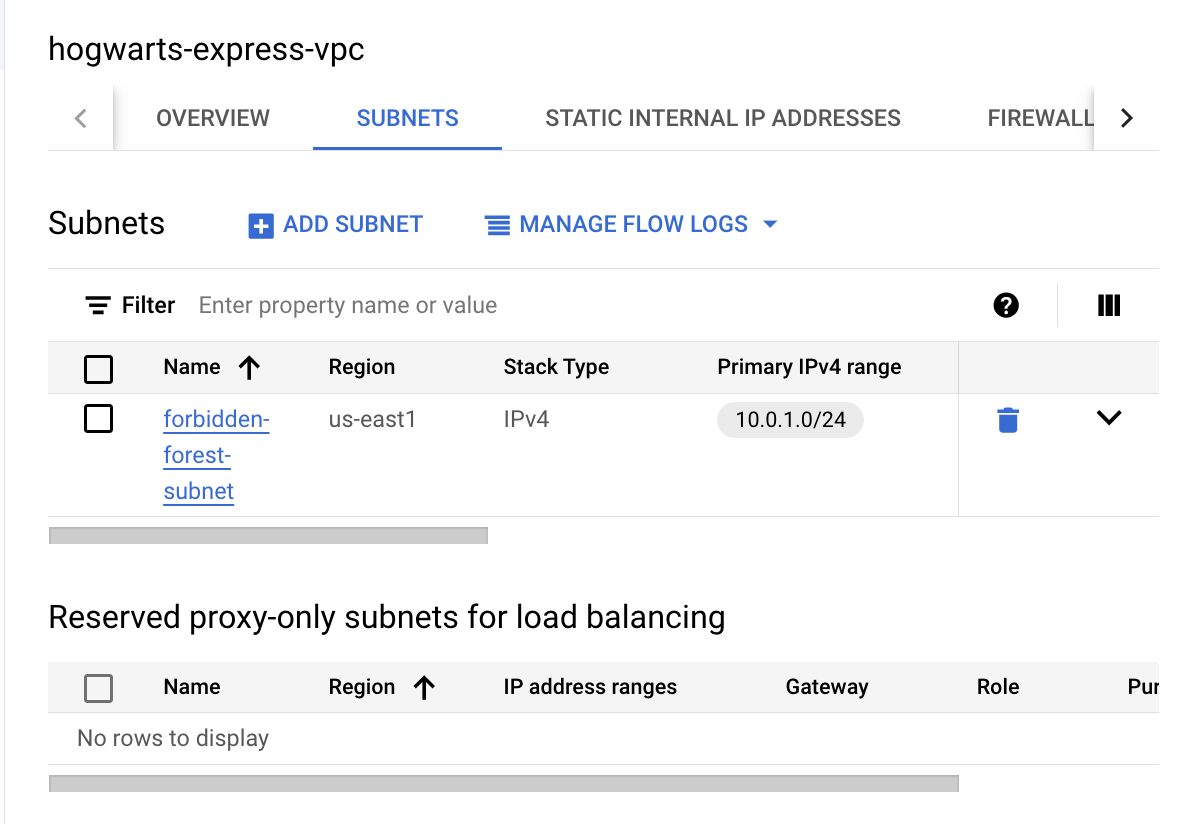 hogwarts-express-vpc
OVERVIEW SUBNETS STATIC INTERNAL IP ADDRESSES FIREWALL
Subnets ADD SUBNET MANAGE FLOW LOGS
Filter Enter property name or value
Name Region Stack Type Primary IPv4 range
forbidden- us-east1 IPv4 10.0.1.0/24
forest-
subnet
Reserved proxy-only subnets for load balancing
Name Region IP address ranges Gateway Role Pur
No rows to display